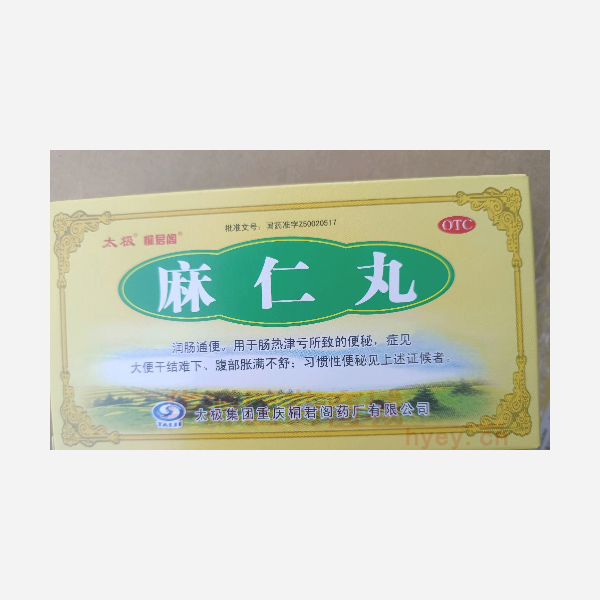 批准文号：国药准字Z50020517
太极® 桐君阁® OTC
麻仁丸
润肠通便。用于肠热津亏所致的便秘，症见
大便干结难下、腹部胀满不舒；习惯性便秘见上述证候者。
太极集团重庆桐君阁药厂有限公司
hyey.cn